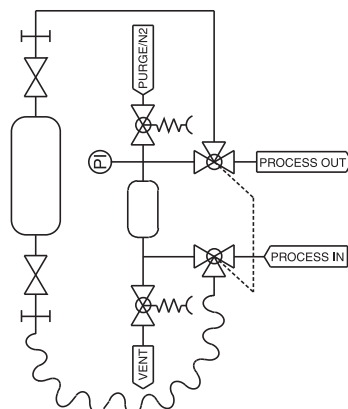 PURGE/N2
PI
PROCESS OUT
PROCESS IN
VENT